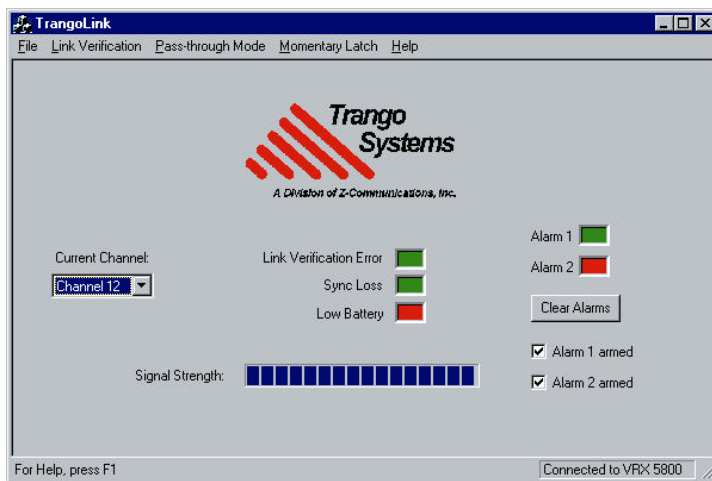 TrangoLink
File Link Verification Pass-through Mode Momentary Latch Help
Trango
Systems
A Division of Z-Communications, Inc.
Current Channel:
Channel 12
Link Verification Error
Sync Loss
Low Battery
Alarm 1
Alarm 2
Clear Alarms
Alarm 1 armed
Alarm 2 armed
Signal Strength:
For Help, press F1
Connected to VRX 5800